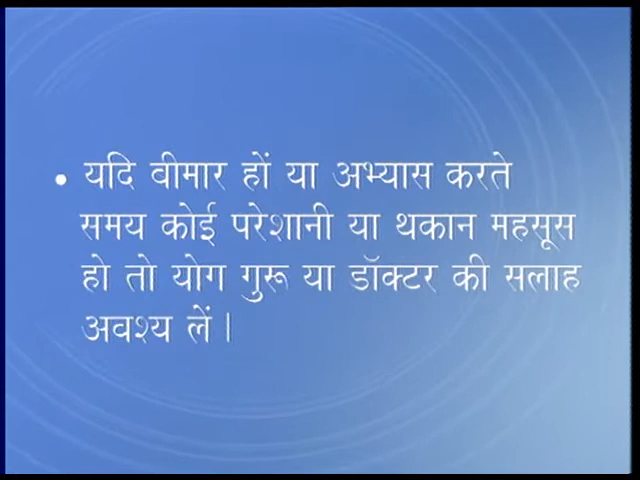 • यदि बीमार हों या अभ्यास करते
समय कोई परेशानी या थकान महसूस
हो तो योग गुरू या डॉक्टर की सलाह
अवश्य लें।